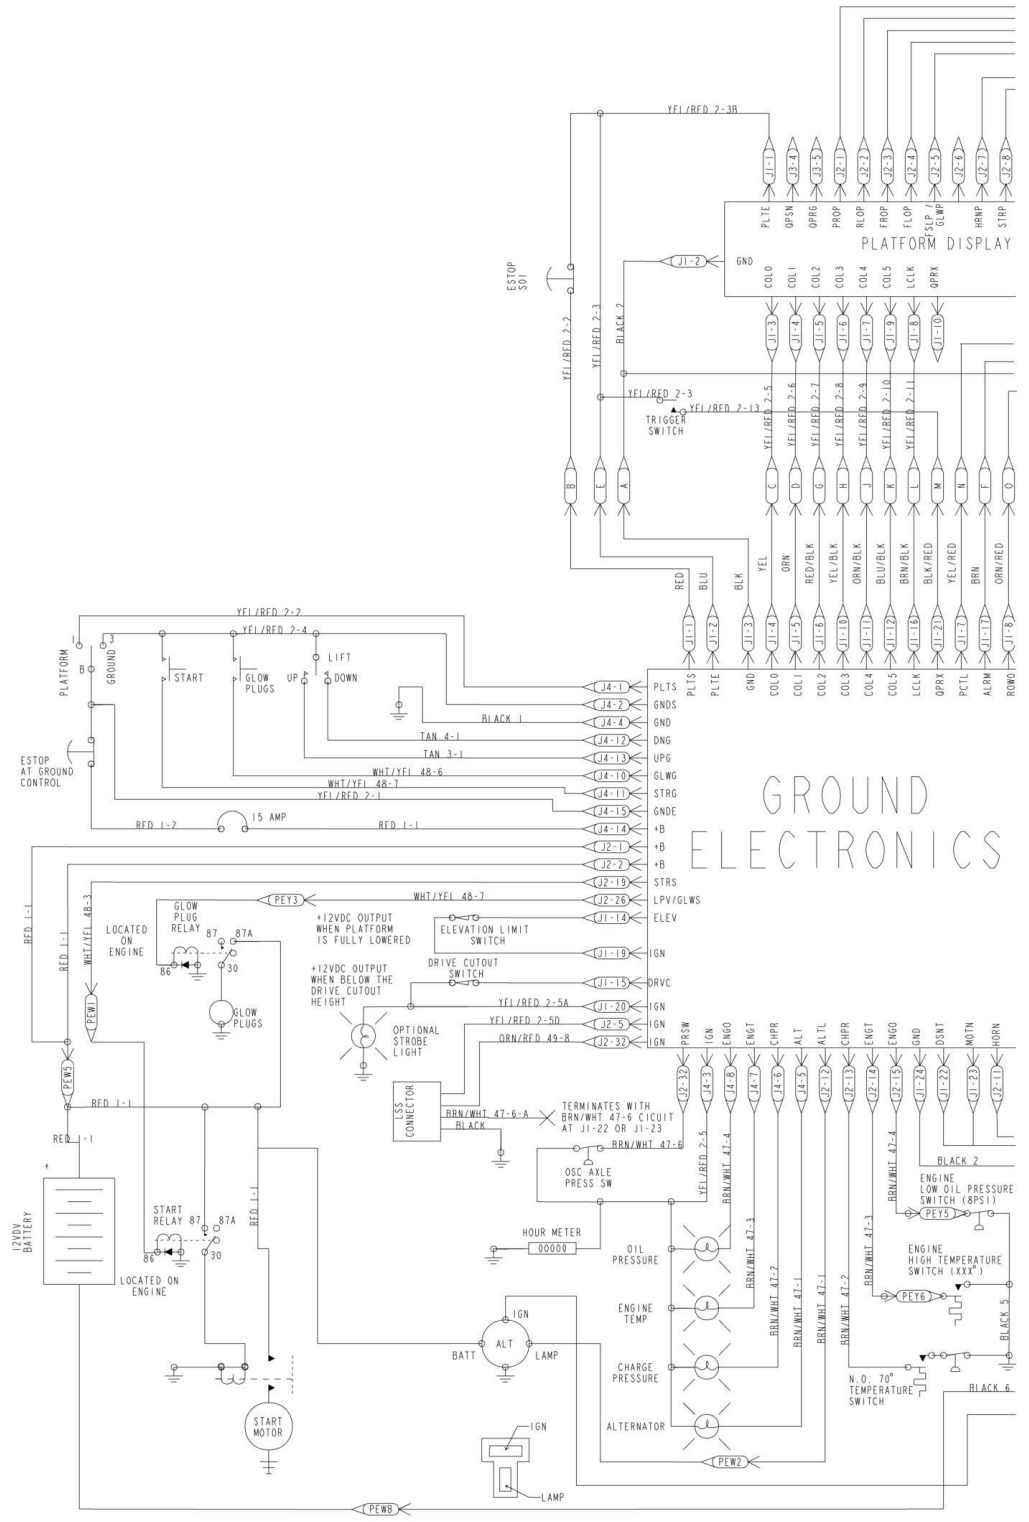 YEL/RED 2-3B
J1-1
J3-4
J3-5
J2-1
J2-2
J2-3
J2-4
J2-5
J2-6
J2-7
J2-8
PLTE
QPSN
QPRG
PROP
RLOP
FROP
FLOP
FSLP /
GLWP
HRNP
STRP
PLATFORM DISPLAY
J1-2
GND
COL0
COL1
COL2
COL3
COL4
COL5
LCLK
QPRX
ESTOP
S01
J1-3
J1-4
J1-5
J1-6
J1-7
J1-9
J1-8
J1-10
YEL/RED 2-2
YEL/RED 2-3
BLACK 2
YEL/RED 2-3
YEL/RED 2-13
TRIGGER
SWITCH
YEL/RED 2-5
YEL/RED 2-6
YEL/RED 2-7
YEL/RED 2-8
YEL/RED 2-9
YEL/RED 2-10
YEL/RED 2-11
B
E
A
C
D
G
H
J
K
L
M
N
F
O
RED
BLU
BLK
YEL
ORN
RED/BLK
YEL/BLK
ORN/BLK
BLU/BLK
BRN/BLK
BLK/RED
YEL/RED
BRN
ORN/RED
J1-1
J1-2
J1-3
J1-4
J1-5
J1-6
J1-10
J1-11
J1-12
J1-16
J1-21
J1-7
J1-17
J1-8
PLTS
PLTE
GND
COL0
COL1
COL2
COL3
COL4
COL5
LCLK
QPRX
PCTL
ALRM
ROWO
YEL/RED 2-2
YEL/RED 2-4
1
3
B
PLATFORM
GROUND
START
GLOW
PLUGS
LIFT
UP
DOWN
ESTOP
AT GROUND
CONTROL
BLACK 1
TAN 4-1
TAN 3-1
WHT/YEL 48-6
WHT/YEL 48-7
YEL/RED 2-1
RED 1-2
15 AMP
RED 1-1
J4-1 PLTS
J4-2 GNDS
J4-4 GND
J4-12 DNG
J4-13 UPG
J4-10 GLWG
J4-11 STRG
J4-15 GNDE
J4-14 +B
J2-1 +B
J2-2 +B
J2-19 STRS
J2-26 LPV/GLWS
J1-14 ELEV
J1-19 IGN
J1-15 DRVC
J1-20 IGN
J2-5 IGN
J2-32 IGN
GROUND
ELECTRONICS
PEY3
WHT/YEL 48-7
RED 1-1
RED 1-1
WHT/YEL 48-3
GLOW
PLUG
RELAY
LOCATED
ON
ENGINE
87
87A
86
30
GLOW
PLUGS
+12VDC OUTPUT
WHEN PLATFORM
IS FULLY LOWERED
ELEVATION LIMIT
SWITCH
DRIVE CUTOUT
SWITCH
+12VDC OUTPUT
WHEN BELOW THE
DRIVE CUTOUT
HEIGHT
YEL/RED 2-5A
YEL/RED 2-5D
ORN/RED 49-8
OPTIONAL
STROBE
LIGHT
PEW1
PEW5
LSS
CONNECTOR
BRN/WHT 47-6-A
BLACK
TERMINATES WITH
BRN/WHT 47-6 CICUIT
AT J1-22 OR J1-23
PRSW
IGN
ENGO
ENGT
CHPR
ALT
ALTL
CHPR
ENGT
ENGO
GND
DSNT
MOTN
HORN
J2-32
J4-3
J4-8
J4-7
J4-6
J4-5
J2-12
J2-13
J2-14
J2-15
J1-24
J1-22
J1-23
J2-11
RED 1-1
RED 1-1
+
12VDV
BATTERY
START
RELAY
87
87A
86
30
LOCATED ON
ENGINE
RED 1-1
BRN/WHT 47-6
OSC AXLE
PRESS SW
YEL/RED 2-5
BRN/WHT 47-4
BRN/WHT 47-3
BRN/WHT 47-2
BRN/WHT 47-1
BRN/WHT 47-1
BRN/WHT 47-2
BRN/WHT 47-3
BRN/WHT 47-4
BLACK 2
ENGINE
LOW OIL PRESSURE
SWITCH (8PSI)
PEY5
HOUR METER
00000
OIL
PRESSURE
ENGINE
TEMP
CHARGE
PRESSURE
ALTERNATOR
ENGINE
HIGH TEMPERATURE
SWITCH (XXX°)
PEY6
BLACK 5
N.O. 70°
TEMPERATURE
SWITCH
BLACK 6
IGN
ALT
BATT
LAMP
START
MOTOR
IGN
LAMP
PEW2
PEW8